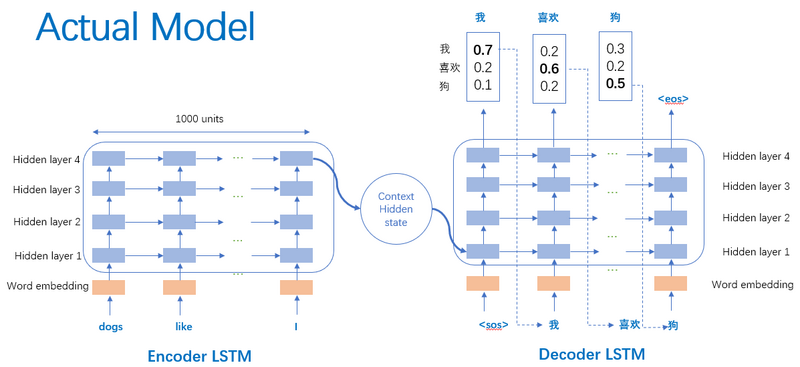 Actual Model
1000 units
Hidden layer 4
Hidden layer 3
Hidden layer 2
Hidden layer 1
Word embedding
...
...
...
...
dogs
like
I
Encoder LSTM
Context
Hidden
state
我
喜欢
狗
我
喜欢
狗
0.7
0.2
0.1
0.2
0.6
0.2
0.3
0.2
0.5
<eos>
...
...
...
...
Hidden layer 4
Hidden layer 3
Hidden layer 2
Hidden layer 1
Word embedding
<sos>
我
喜欢
狗
Decoder LSTM